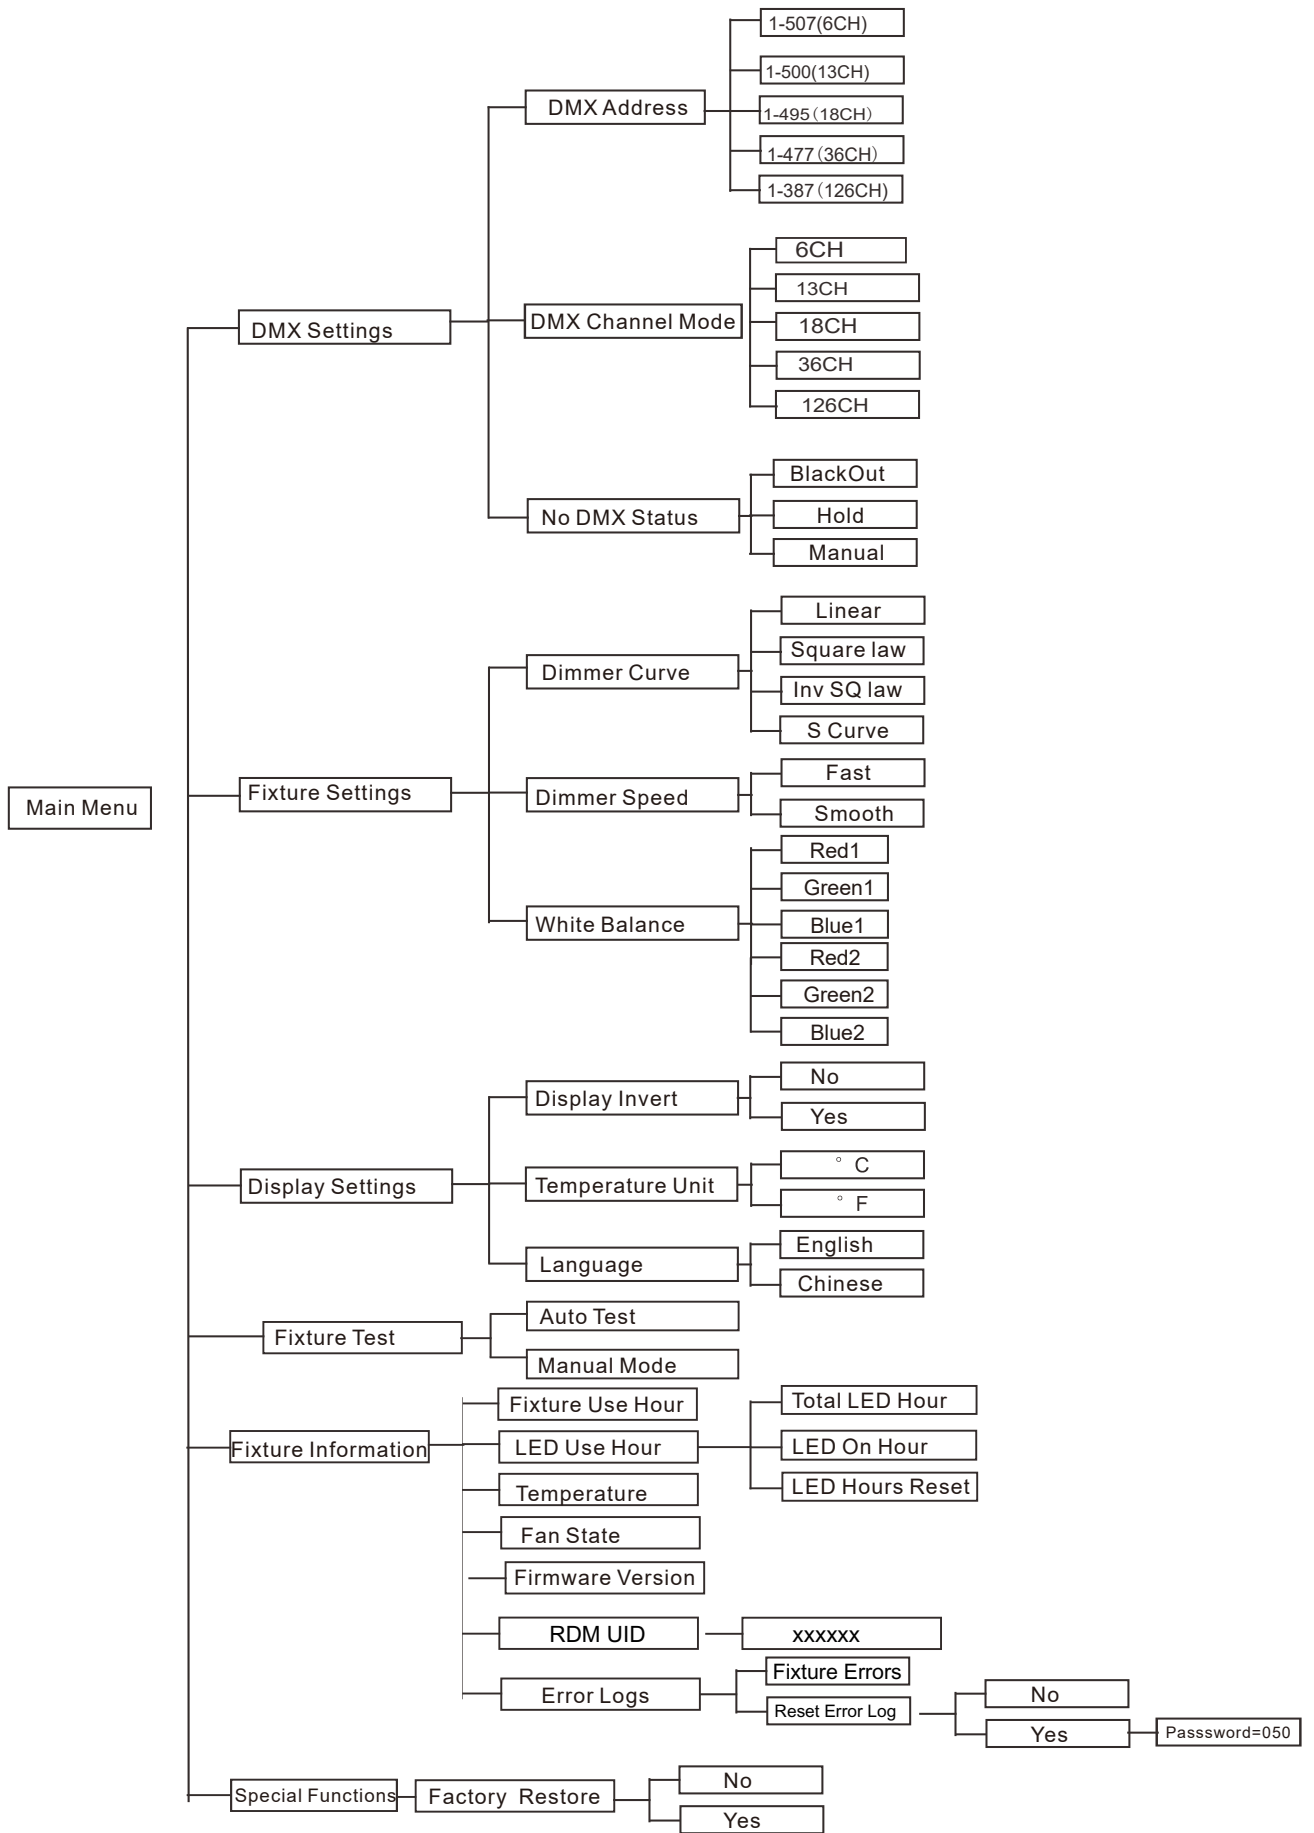 1-507(6CH)
1-500(13CH)
DMX Address
1-495（18CH）
1-477（36CH）
1-387（126CH)
6CH
13CH
DMX Settings
DMX Channel Mode
18CH
36CH
126CH
BlackOut
No DMX Status
Hold
Manual
Linear
Square law
Dimmer Curve
Inv SQ law
S Curve
Main Menu
Fixture Settings
Dimmer Speed
Fast
Smooth
Red1
Green1
White Balance
Blue1
Red2
Green2
Blue2
Display Invert
No
Yes
Display Settings
Temperature Unit
° C
° F
Language
English
Chinese
Fixture Test
Auto Test
Manual Mode
Fixture Use Hour
Total LED Hour
Fixture Information
LED Use Hour
LED On Hour
LED Hours Reset
Temperature
Fan State
Firmware Version
RDM UID
xxxxxx
Error Logs
Fixture Errors
Reset Error Log
No
Yes
Passsword=050
Special Functions
Factory Restore
No
Yes